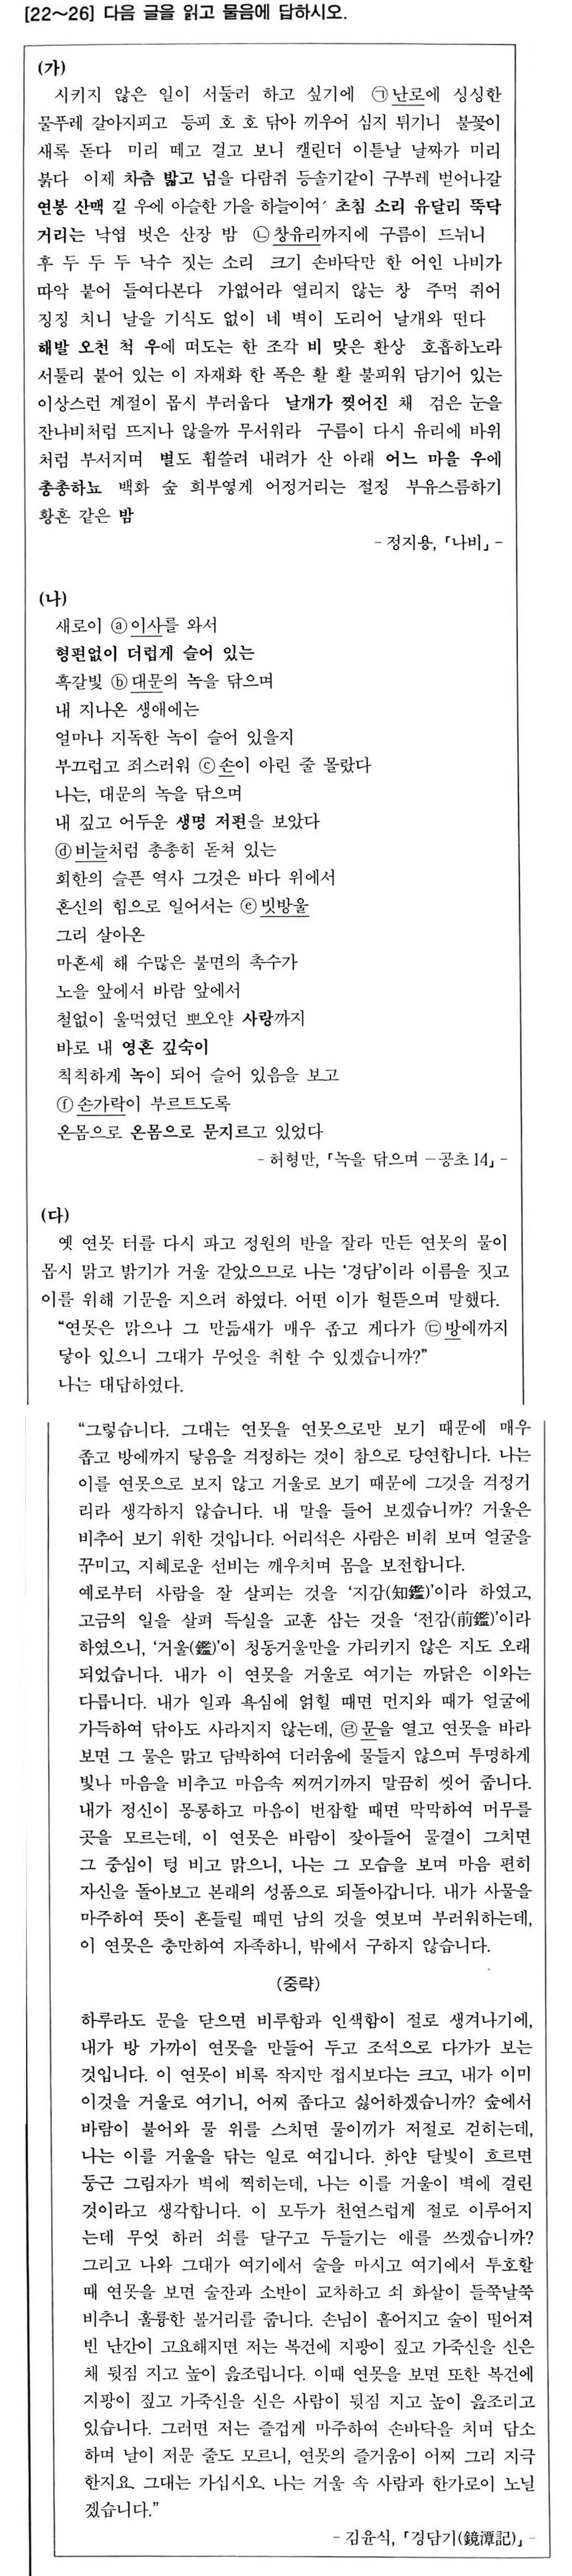 [22～26] 다음 글을 읽고 물음에 답하시오.
(가)
시키지 않은 일이 서둘러 하고 싶기에 ㉠난로에 싱싱한
물푸레 갈아지피고 등피 호 호 닦아 끼우어 심지 튀기니 불꽃이
새록 돋다 미리 떼고 걸고 보니 캘린더 이튿날 날짜가 미리
붉다 이제 차츰 밟고 넘을 다람쥐 등솔기같이 구부레 벋어나갈
연봉 산맥 길 우에 아슬한 가을 하늘이여 초침 소리 유달리 뚝딱
거리는 낙엽 벗은 산장 밤 ㉡창유리까지에 구름이 드뉘니
후 두 두 두 낙수 짓는 소리 크기 손바닥만 한 어인 나비가
따악 붙어 들여다본다 가엾어라 열리지 않는 창 주먹 쥐어
징징 치니 날을 기식도 없이 네 벽이 도리어 날개와 떤다
해발 오천 척 우에 떠도는 한 조각 비 맞은 환상 호흡하노라
서툴리 붙어 있는 이 자재화 한 폭은 활 활 불피워 담기어 있는
이상스런 계절이 몹시 부러웁다 날개가 찢어진 채 검은 눈을
잔나비처럼 뜨지나 않을까 무서워라 구름이 다시 유리에 바위
처럼 부서지며 별도 휩쓸려 내려가 산 아래 어느 마을 우에
총총하뇨 백화 숲 희부옇게 어정거리는 절정 부유스름하기
황혼 같은 밤
- 정지용, 「나비」 -
(나)
새로이 ⓐ이사를 와서
형편없이 더럽게 슬어 있는
흑갈빛 ⓑ대문의 녹을 닦으며
내 지나온 생애에는
얼마나 지독한 녹이 슬어 있을지
부끄럽고 죄스러워 ⓒ손이 아린 줄 몰랐다
나는, 대문의 녹을 닦으며
내 깊고 어두운 생명 저편을 보았다
ⓓ비늘처럼 총총히 돋쳐 있는
회한의 슬픈 역사 그것은 바다 위에서
혼신의 힘으로 일어서는 ⓔ빗방울
그리 살아온
마흔세 해 수많은 불면의 촉수가
노을 앞에서 바람 앞에서
철없이 울먹였던 뽀오얀 사랑까지
바로 내 영혼 깊숙이
칙칙하게 녹이 되어 슬어 있음을 보고
ⓕ손가락이 부르트도록
온몸으로 온몸으로 문지르고 있었다
- 허형만, 「녹을 닦으며 -공초 14」 -
(다)
옛 연못 터를 다시 파고 정원의 반을 잘라 만든 연못의 물이
몹시 맑고 밝기가 거울 같았으므로 나는 '경담'이라 이름을 짓고
이를 위해 기문을 지으려 하였다. 어떤 이가 헐뜯으며 말했다.
"연못은 맑으나 그 만듦새가 매우 좁고 게다가 ㉢방에까지
닿아 있으니 그대가 무엇을 취할 수 있겠습니까?"
나는 대답하였다.
"그렇습니다. 그대는 연못을 연못으로만 보기 때문에 매우
좁고 방에까지 닿음을 걱정하는 것이 참으로 당연합니다. 나는
이를 연못으로 보지 않고 거울로 보기 때문에 그것을 걱정거
리라 생각하지 않습니다. 내 말을 들어 보겠습니까? 거울은
비추어 보기 위한 것입니다. 어리석은 사람은 비춰 보며 얼굴을
꾸미고, 지혜로운 선비는 깨우치며 몸을 보전합니다.
예로부터 사람을 잘 살피는 것을 '지감(知鑑)'이라 하였고,
고금의 일을 살펴 득실을 교훈 삼는 것을 '전감(前鑑)'이라
하였으니, '거울(鑑)'이 청동거울만을 가리키지 않은 지도 오래
되었습니다. 내가 이 연못을 거울로 여기는 까닭은 이와는
다릅니다. 내가 일과 욕심에 얽힐 때면 먼지와 때가 얼굴에
가득하여 닦아도 사라지지 않는데, ㉣문을 열고 연못을 바라
보면 그 물은 맑고 담박하여 더러움에 물들지 않으며 투명하게
빛나 마음을 비추고 마음속 찌꺼기까지 말끔히 씻어 줍니다.
내가 정신이 몽롱하고 마음이 번잡할 때면 막막하여 머무를
곳을 모르는데, 이 연못은 바람이 잦아들어 물결이 그치면
그 중심이 텅 비고 맑으니, 나는 그 모습을 보며 마음 편히
자신을 돌아보고 본래의 성품으로 되돌아갑니다. 내가 사물을
마주하여 뜻이 흔들릴 때면 남의 것을 엿보며 부러워하는데,
이 연못은 충만하여 자족하니, 밖에서 구하지 않습니다.
(중략)
하루라도 문을 닫으면 비루함과 인색함이 절로 생겨나기에,
내가 방 가까이 연못을 만들어 두고 조석으로 다가가 보는
것입니다. 이 연못이 비록 작지만 접시보다는 크고, 내가 이미
이것을 거울로 여기니, 어찌 좁다고 싫어하겠습니까? 숲에서
바람이 불어와 물 위를 스치면 물이끼가 저절로 걷히는데,
나는 이를 거울을 닦는 일로 여깁니다. 하얀 달빛이 흐르면
둥근 그림자가 벽에 찍히는데, 나는 이를 거울이 벽에 걸린
것이라고 생각합니다. 이 모두가 천연스럽게 절로 이루어지
는데 무엇 하러 쇠를 달구고 두들기는 애를 쓰겠습니까?
그리고 나와 그대가 여기에서 술을 마시고 여기에서 투호할
때 연못을 보면 술잔과 소반이 교차하고 쇠 화살이 들쭉날쭉
비추니 훌륭한 볼거리를 줍니다. 손님이 흩어지고 술이 떨어져
빈 난간이 고요해지면 저는 복건에 지팡이 짚고 가죽신을 신은
채 뒷짐 지고 높이 읊조립니다. 이때 연못을 보면 또한 복건에
지팡이 짚고 가죽신을 신은 사람이 뒷짐 지고 높이 읊조리고
있습니다. 그러면 저는 즐겁게 마주하여 손바닥을 치며 담소
하며 날이 저문 줄도 모르니, 연못의 즐거움이 어찌 그리 지극
한지요. 그대는 가십시오. 나는 거울 속 사람과 한가로이 노닐
겠습니다."
- 김윤식, 「경담기(鏡潭記)」 -